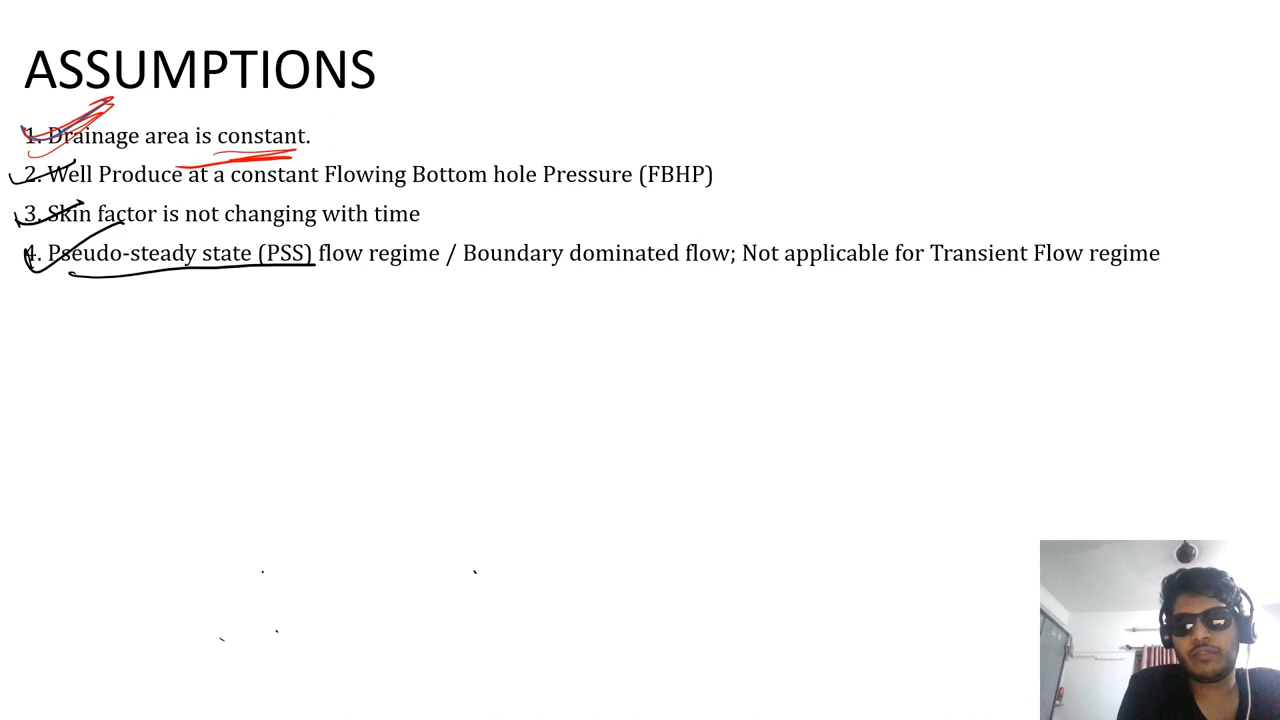 ASSUMPTIONS
1. Drainage area is constant.
2. Well Produce at a constant Flowing Bottom hole Pressure (FBHP)
3. Skin factor is not changing with time
4. Pseudo-steady state (PSS) flow regime / Boundary dominated flow; Not applicable for Transient Flow regime